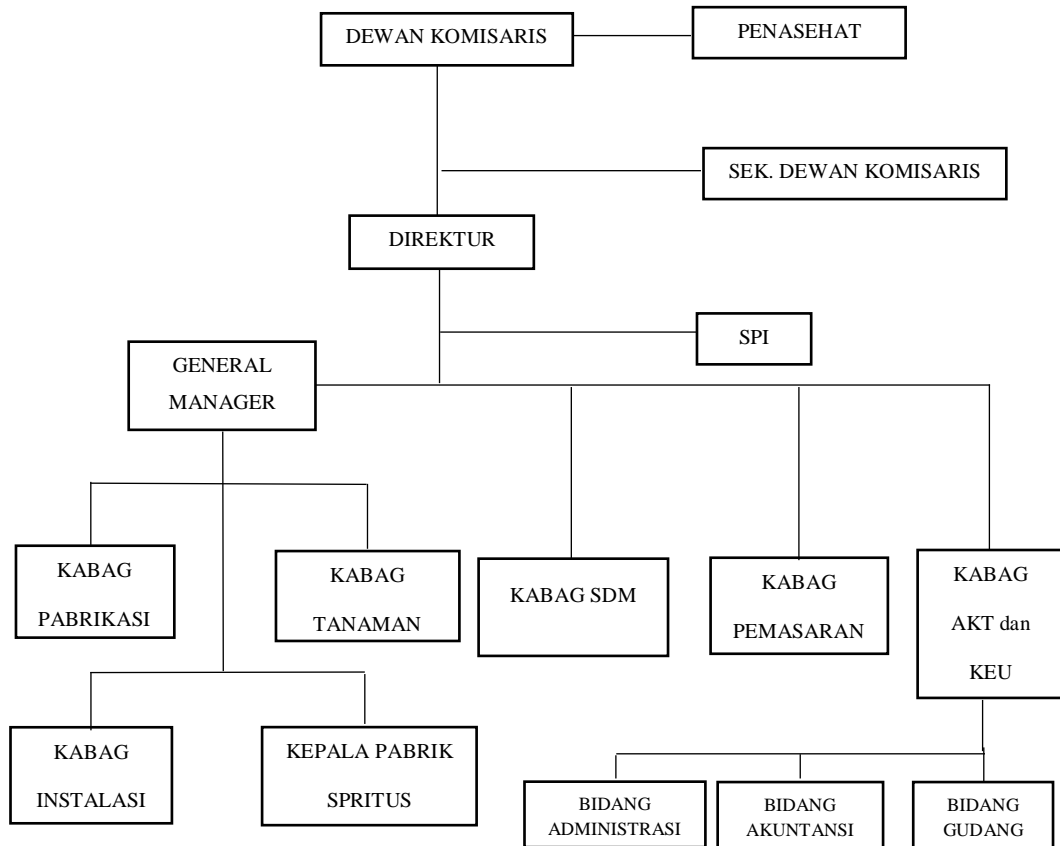 DEWAN KOMISARIS
PENASEHAT
SEK. DEWAN KOMISARIS
DIREKTUR
SPI
GENERAL
MANAGER
KABAG
PABRIKASI
KABAG
TANAMAN
KABAG SDM
KABAG
PEMASARAN
KABAG
AKT dan
KEU
KABAG
INSTALASI
KEPALA PABRIK
SPRITUS
BIDANG
ADMINISTRASI
BIDANG
AKUNTANSI
BIDANG
GUDANG